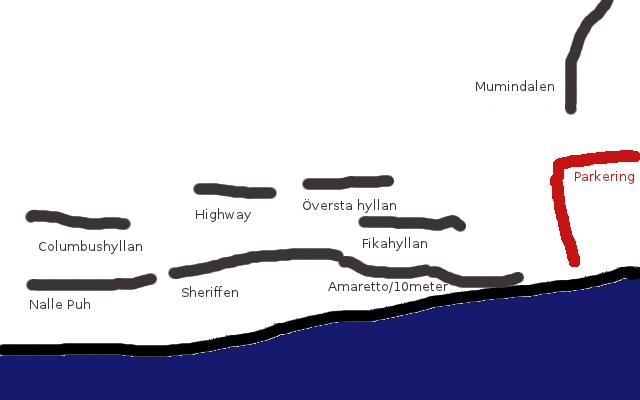 Mumindalen
Parkering
Översta hyllan
Highway
Fikahyllan
Columbushyllan
Amaretto/10meter
Sheriffen
Nalle Puh